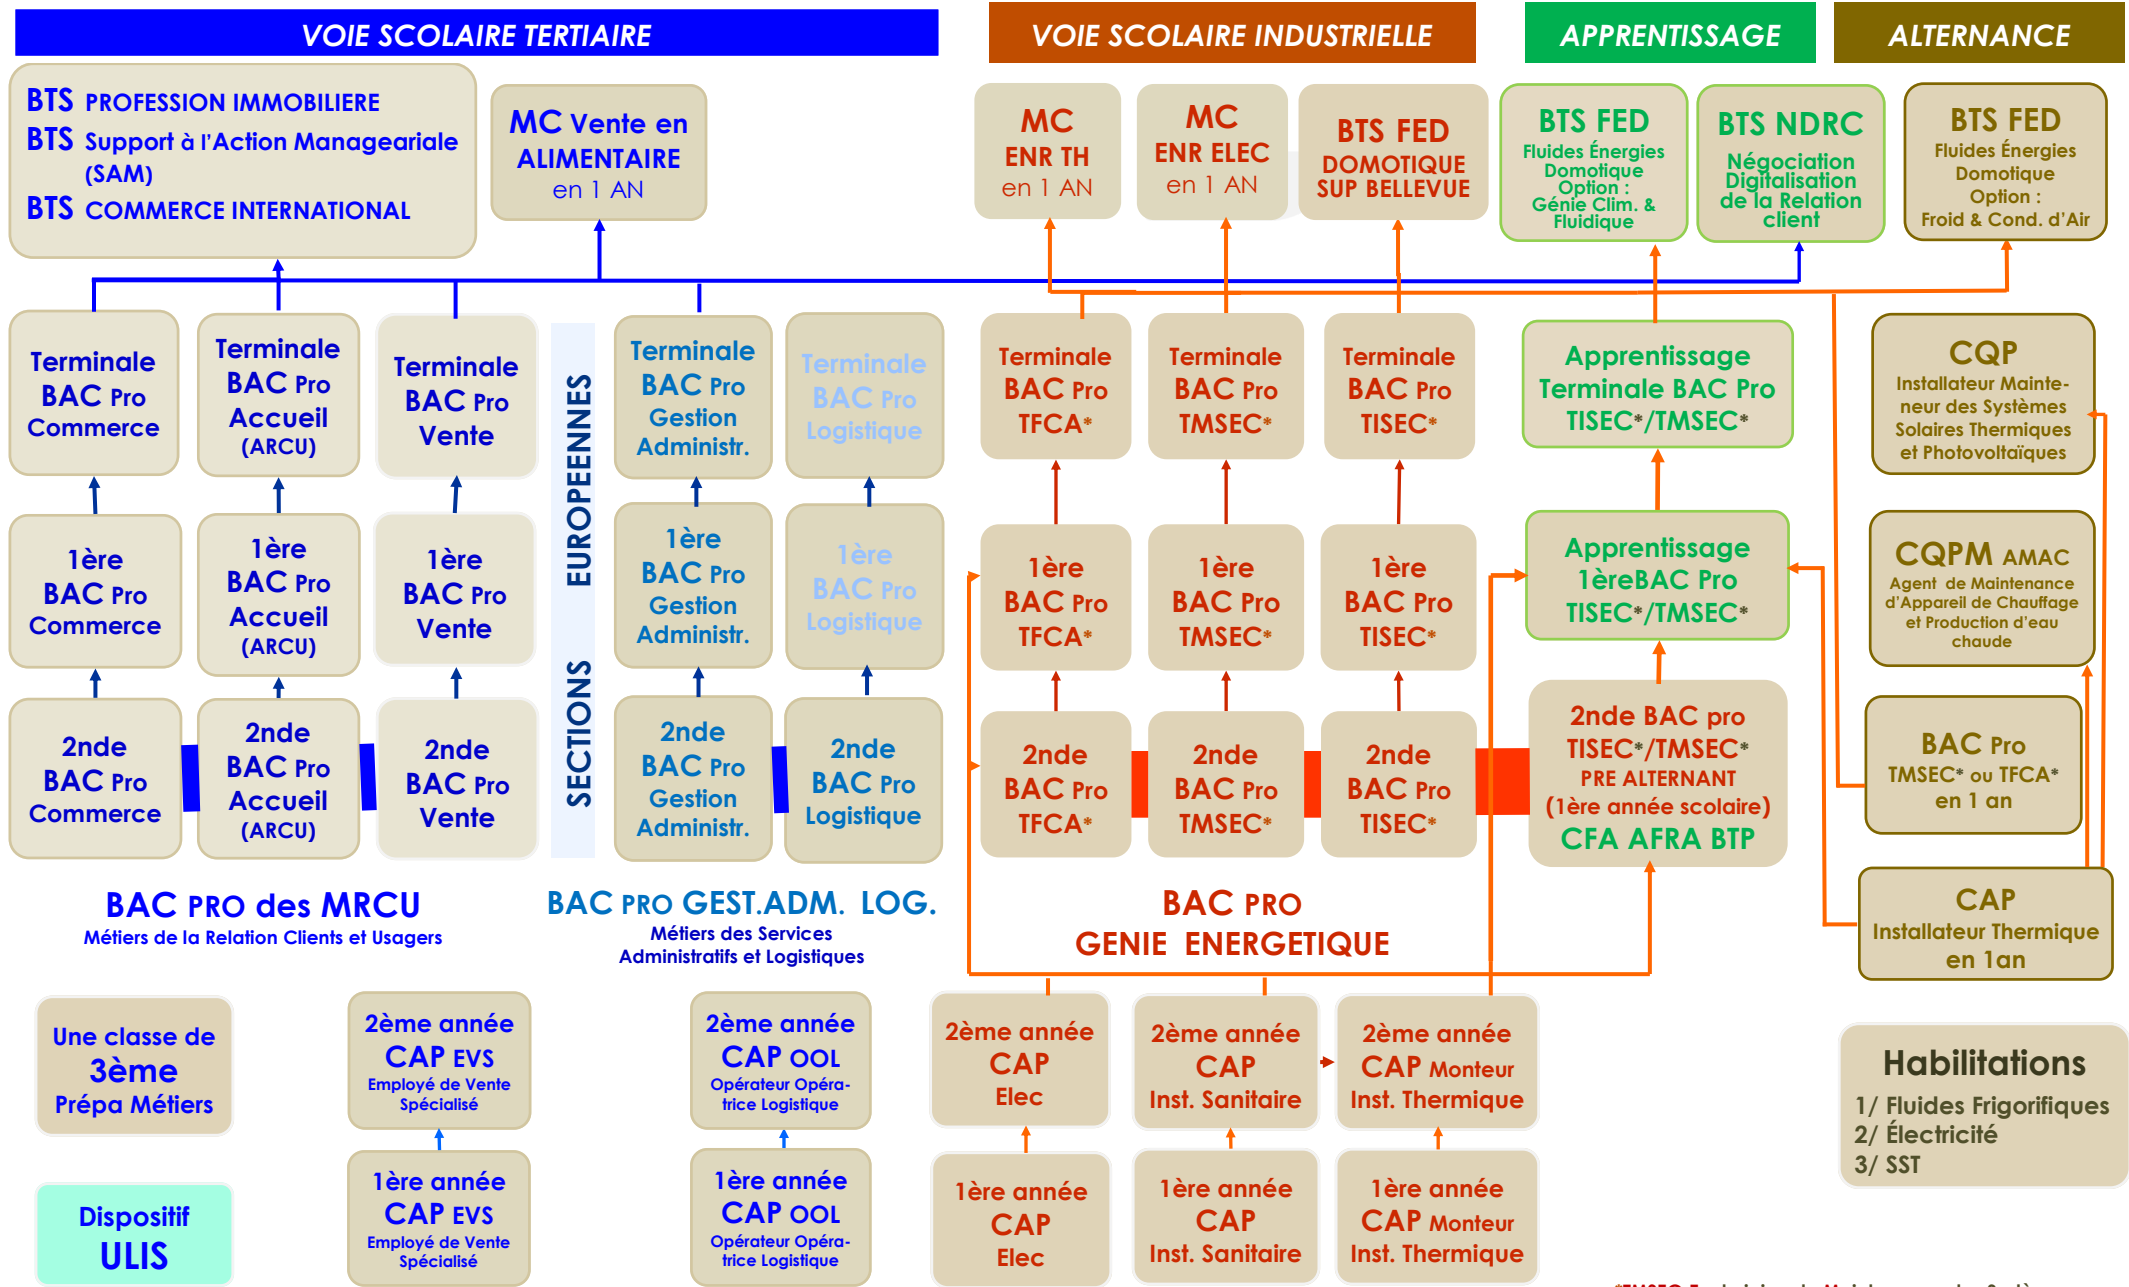 VOIE SCOLAIRE TERTIAIRE
VOIE SCOLAIRE INDUSTRIELLE
APPRENTISSAGE
ALTERNANCE
BTS PROFESSION IMMOBILIERE
BTS Support à l'Action Manageariale
(SAM)
BTS COMMERCE INTERNATIONAL
MC Vente en
ALIMENTAIRE
en 1 AN
MC
ENR TH
en 1 AN
MC
ENR ELEC
en 1 AN
BTS FED
DOMOTIQUE
SUP BELLEVUE
BTS FED
Fluides Énergies
Domotique
Option :
Génie Clim. &
Fluidique
BTS NDRC
Négociation
Digitalisation
de la Relation
client
BTS FED
Fluides Énergies
Domotique
Option :
Froid & Cond. d'Air
Terminale
BAC Pro
Commerce
Terminale
BAC Pro
Accueil
(ARCU)
Terminale
BAC Pro
Vente
SECTIONS EUROPEENNES
Terminale
BAC Pro
Gestion
Administr.
Terminale
BAC Pro
Logistique
Terminale
BAC Pro
TFCA*
Terminale
BAC Pro
TMSEC*
Terminale
BAC Pro
TISEC*
Apprentissage
Terminale BAC Pro
TISEC*/TMSEC*
CQP
Installateur Mainte-
neur des Systèmes
Solaires Thermiques
et Photovoltaïques
1ère
BAC Pro
Commerce
1ère
BAC Pro
Accueil
(ARCU)
1ère
BAC Pro
Vente
1ère
BAC Pro
Gestion
Administr.
1ère
BAC Pro
Logistique
1ère
BAC Pro
TFCA*
1ère
BAC Pro
TMSEC*
1ère
BAC Pro
TISEC*
Apprentissage
1èreBAC Pro
TISEC*/TMSEC*
CQPM AMAC
Agent de Maintenance
d'Appareil de Chauffage
et Production d'eau
chaude
2nde
BAC Pro
Commerce
2nde
BAC Pro
Accueil
(ARCU)
2nde
BAC Pro
Vente
2nde
BAC Pro
Gestion
Administr.
2nde
BAC Pro
Logistique
2nde
BAC Pro
TFCA*
2nde
BAC Pro
TMSEC*
2nde
BAC Pro
TISEC*
2nde BAC pro
TISEC*/TMSEC*
PRE ALTERNANT
(1ère année scolaire)
CFA AFRA BTP
BAC Pro
TMSEC* ou TFCA*
en 1 an
BAC PRO des MRCU
Métiers de la Relation Clients et Usagers
BAC PRO GEST.ADM. LOG.
Métiers des Services
Administratifs et Logistiques
BAC PRO
GENIE ENERGETIQUE
CAP
Installateur Thermique
en 1an
Une classe de
3ème
Prépa Métiers
2ème année
CAP EVS
Employé de Vente
Spécialisé
2ème année
CAP OOL
Opérateur Opéra-
trice Logistique
2ème année
CAP
Elec
2ème année
CAP
Inst. Sanitaire
2ème année
CAP Monteur
Inst. Thermique
Habilitations
1/ Fluides Frigorifiques
2/ Électricité
3/ SST
Dispositif
ULIS
1ère année
CAP EVS
Employé de Vente
Spécialisé
1ère année
CAP OOL
Opérateur Opéra-
trice Logistique
1ère année
CAP
Elec
1ère année
CAP
Inst. Sanitaire
1ère année
CAP Monteur
Inst. Thermique